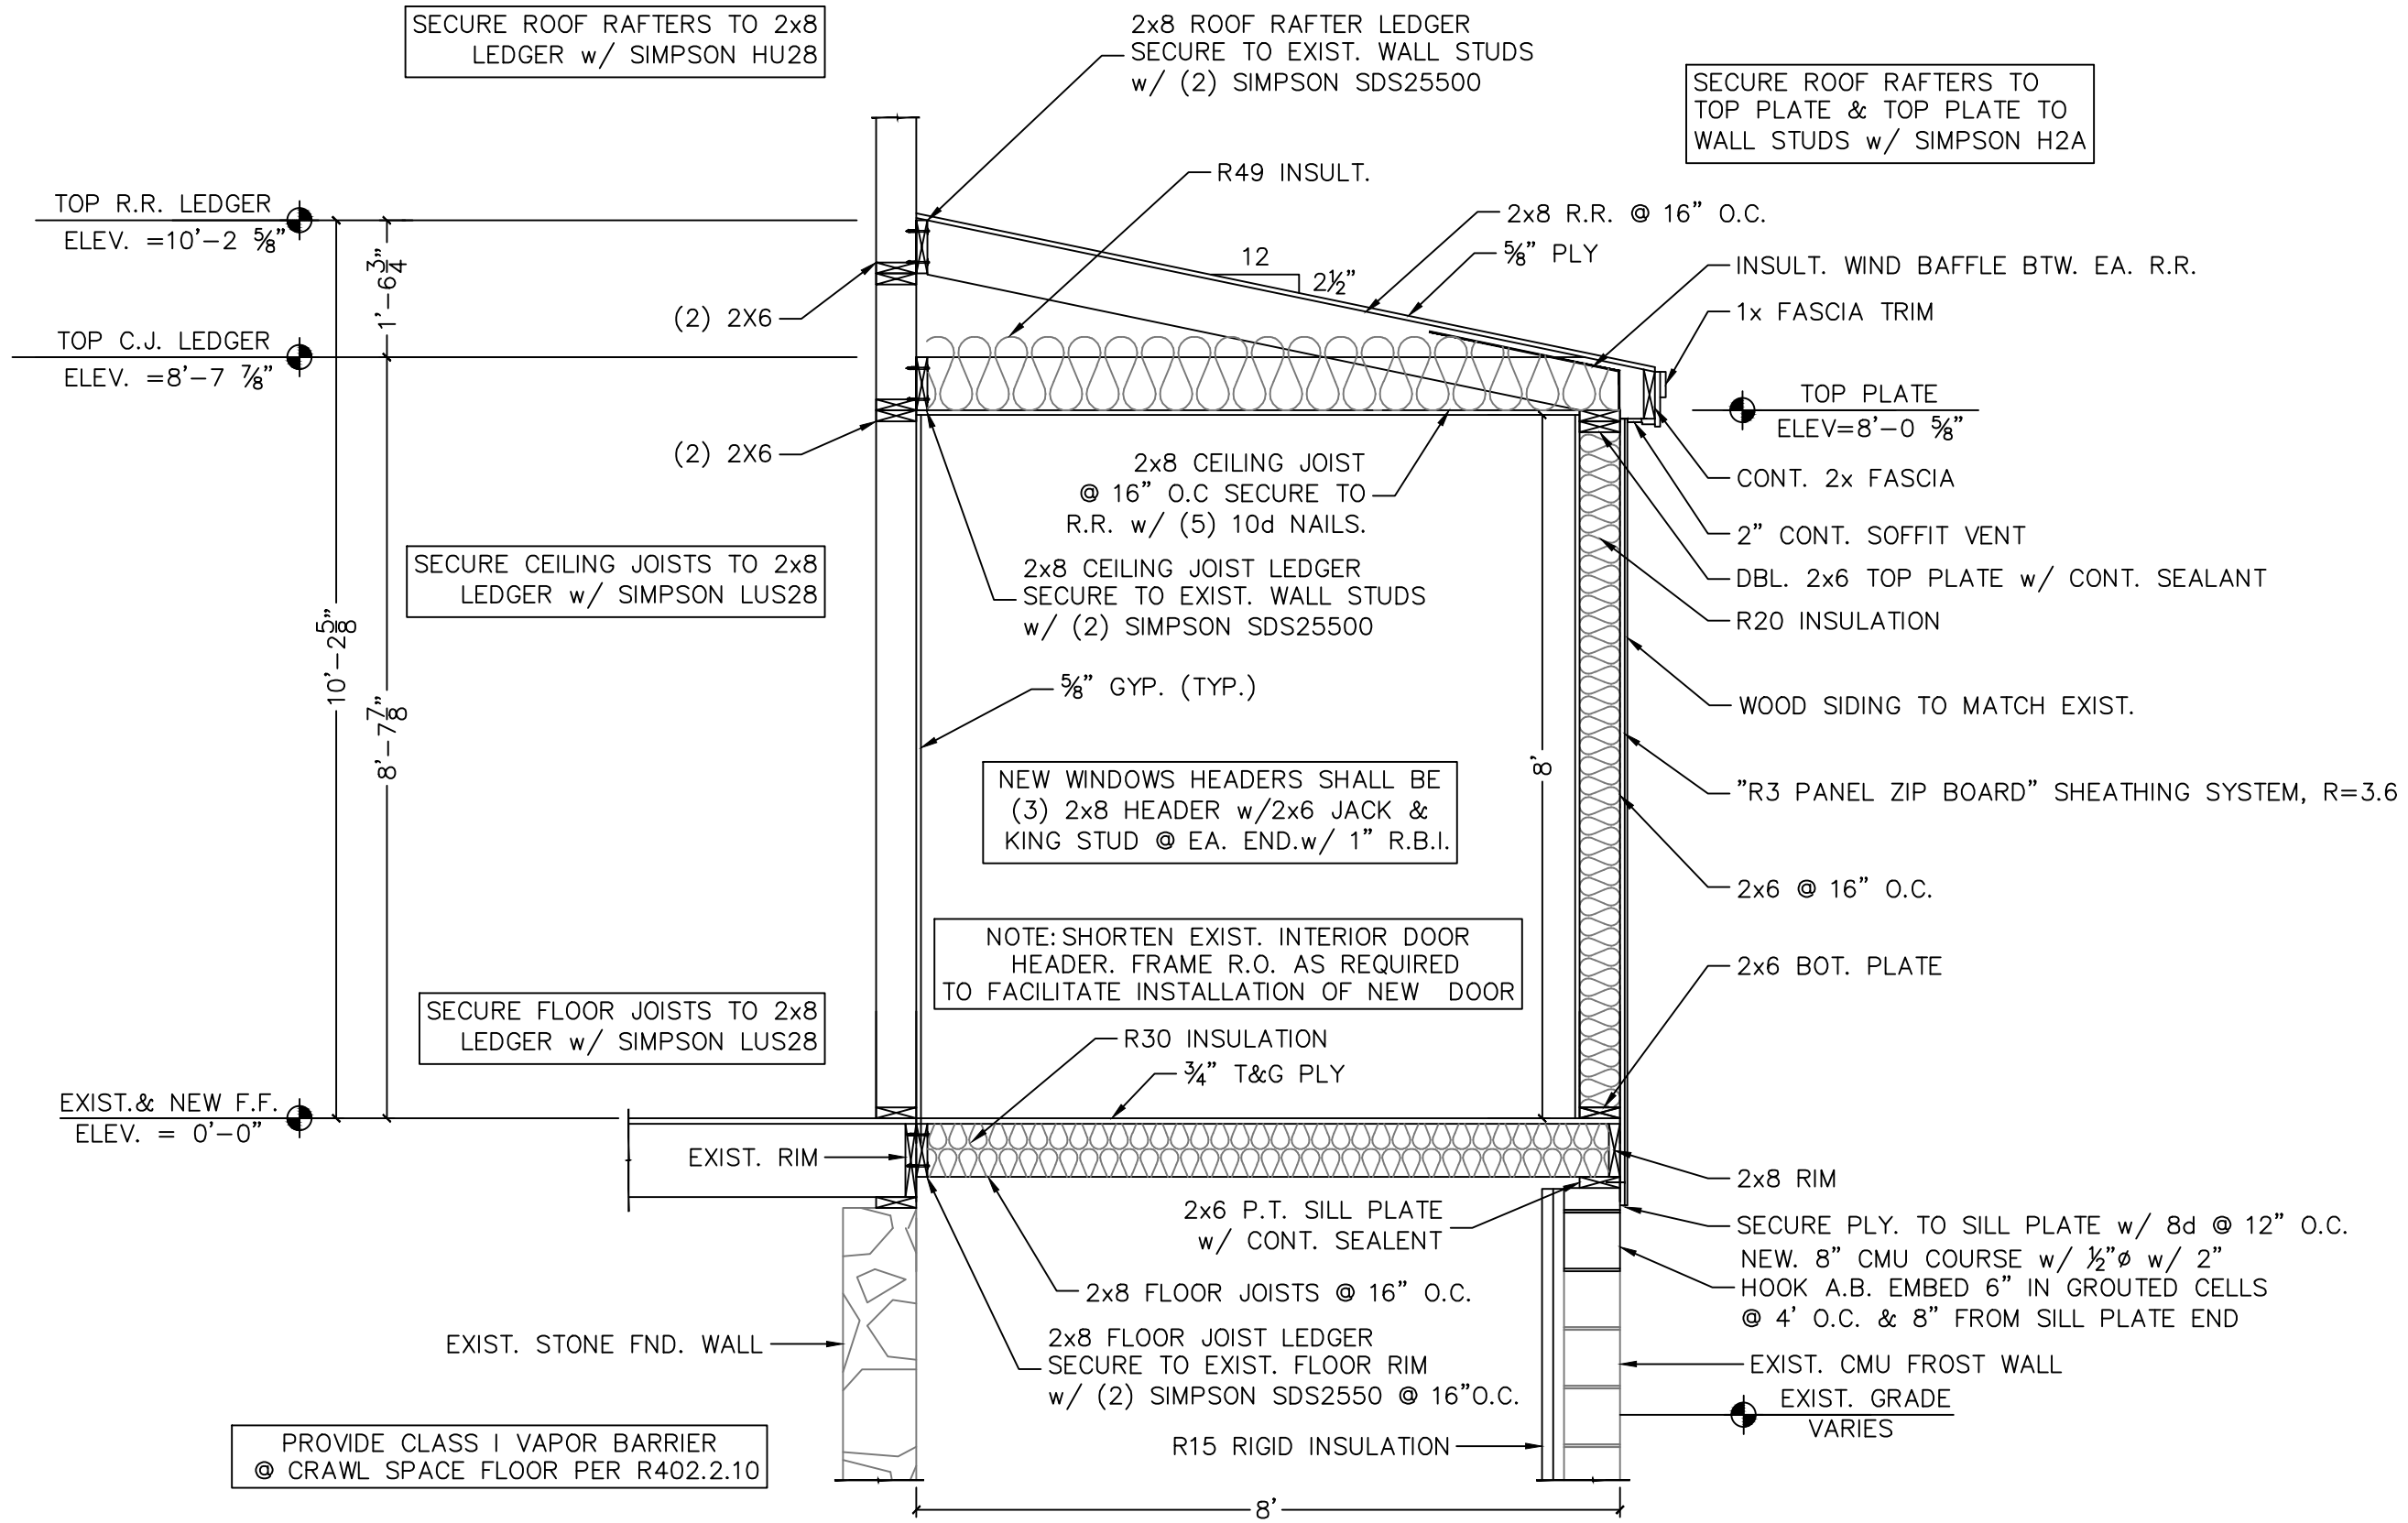 SECURE ROOF RAFTERS TO 2x8
LEDGER w/ SIMPSON HU28
2x8 ROOF RAFTER LEDGER
SECURE TO EXIST. WALL STUDS
w/ (2) SIMPSON SDS25500
SECURE ROOF RAFTERS TO
TOP PLATE & TOP PLATE TO
WALL STUDS w/ SIMPSON H2A
R49 INSULT.
TOP R.R. LEDGER
ELEV. =10'-2 ⅝"
1'-6 3/4"
2x8 R.R. @ 16" O.C.
⅝" PLY
12
2½"
INSULT. WIND BAFFLE BTW. EA. R.R.
1x FASCIA TRIM
(2) 2X6
TOP C.J. LEDGER
ELEV. =8'-7 ⅞"
TOP PLATE
ELEV=8'-0 ⅝"
(2) 2X6
2x8 CEILING JOIST
@ 16" O.C SECURE TO
R.R. w/ (5) 10d NAILS.
CONT. 2x FASCIA
2" CONT. SOFFIT VENT
DBL. 2x6 TOP PLATE w/ CONT. SEALANT
R20 INSULATION
SECURE CEILING JOISTS TO 2x8
LEDGER w/ SIMPSON LUS28
2x8 CEILING JOIST LEDGER
SECURE TO EXIST. WALL STUDS
w/ (2) SIMPSON SDS25500
10'-2 5/8"
8'-7 7/8"
⅝" GYP. (TYP.)
WOOD SIDING TO MATCH EXIST.
8'
NEW WINDOWS HEADERS SHALL BE
(3) 2x8 HEADER w/2x6 JACK &
KING STUD @ EA. END.w/ 1" R.B.I.
"R3 PANEL ZIP BOARD" SHEATHING SYSTEM, R=3.6
2x6 @ 16" O.C.
NOTE: SHORTEN EXIST. INTERIOR DOOR
HEADER. FRAME R.O. AS REQUIRED
TO FACILITATE INSTALLATION OF NEW DOOR
2x6 BOT. PLATE
SECURE FLOOR JOISTS TO 2x8
LEDGER w/ SIMPSON LUS28
R30 INSULATION
¾" T&G PLY
EXIST.& NEW F.F.
ELEV. = 0'-0"
EXIST. RIM
2x8 RIM
2x6 P.T. SILL PLATE
w/ CONT. SEALENT
SECURE PLY. TO SILL PLATE w/ 8d @ 12" O.C.
NEW. 8" CMU COURSE w/ ½"ø w/ 2"
HOOK A.B. EMBED 6" IN GROUTED CELLS
@ 4' O.C. & 8" FROM SILL PLATE END
2x8 FLOOR JOISTS @ 16" O.C.
EXIST. STONE FND. WALL
2x8 FLOOR JOIST LEDGER
SECURE TO EXIST. FLOOR RIM
w/ (2) SIMPSON SDS2550 @ 16"O.C.
EXIST. CMU FROST WALL
EXIST. GRADE
VARIES
PROVIDE CLASS I VAPOR BARRIER
@ CRAWL SPACE FLOOR PER R402.2.10
R15 RIGID INSULATION
8'